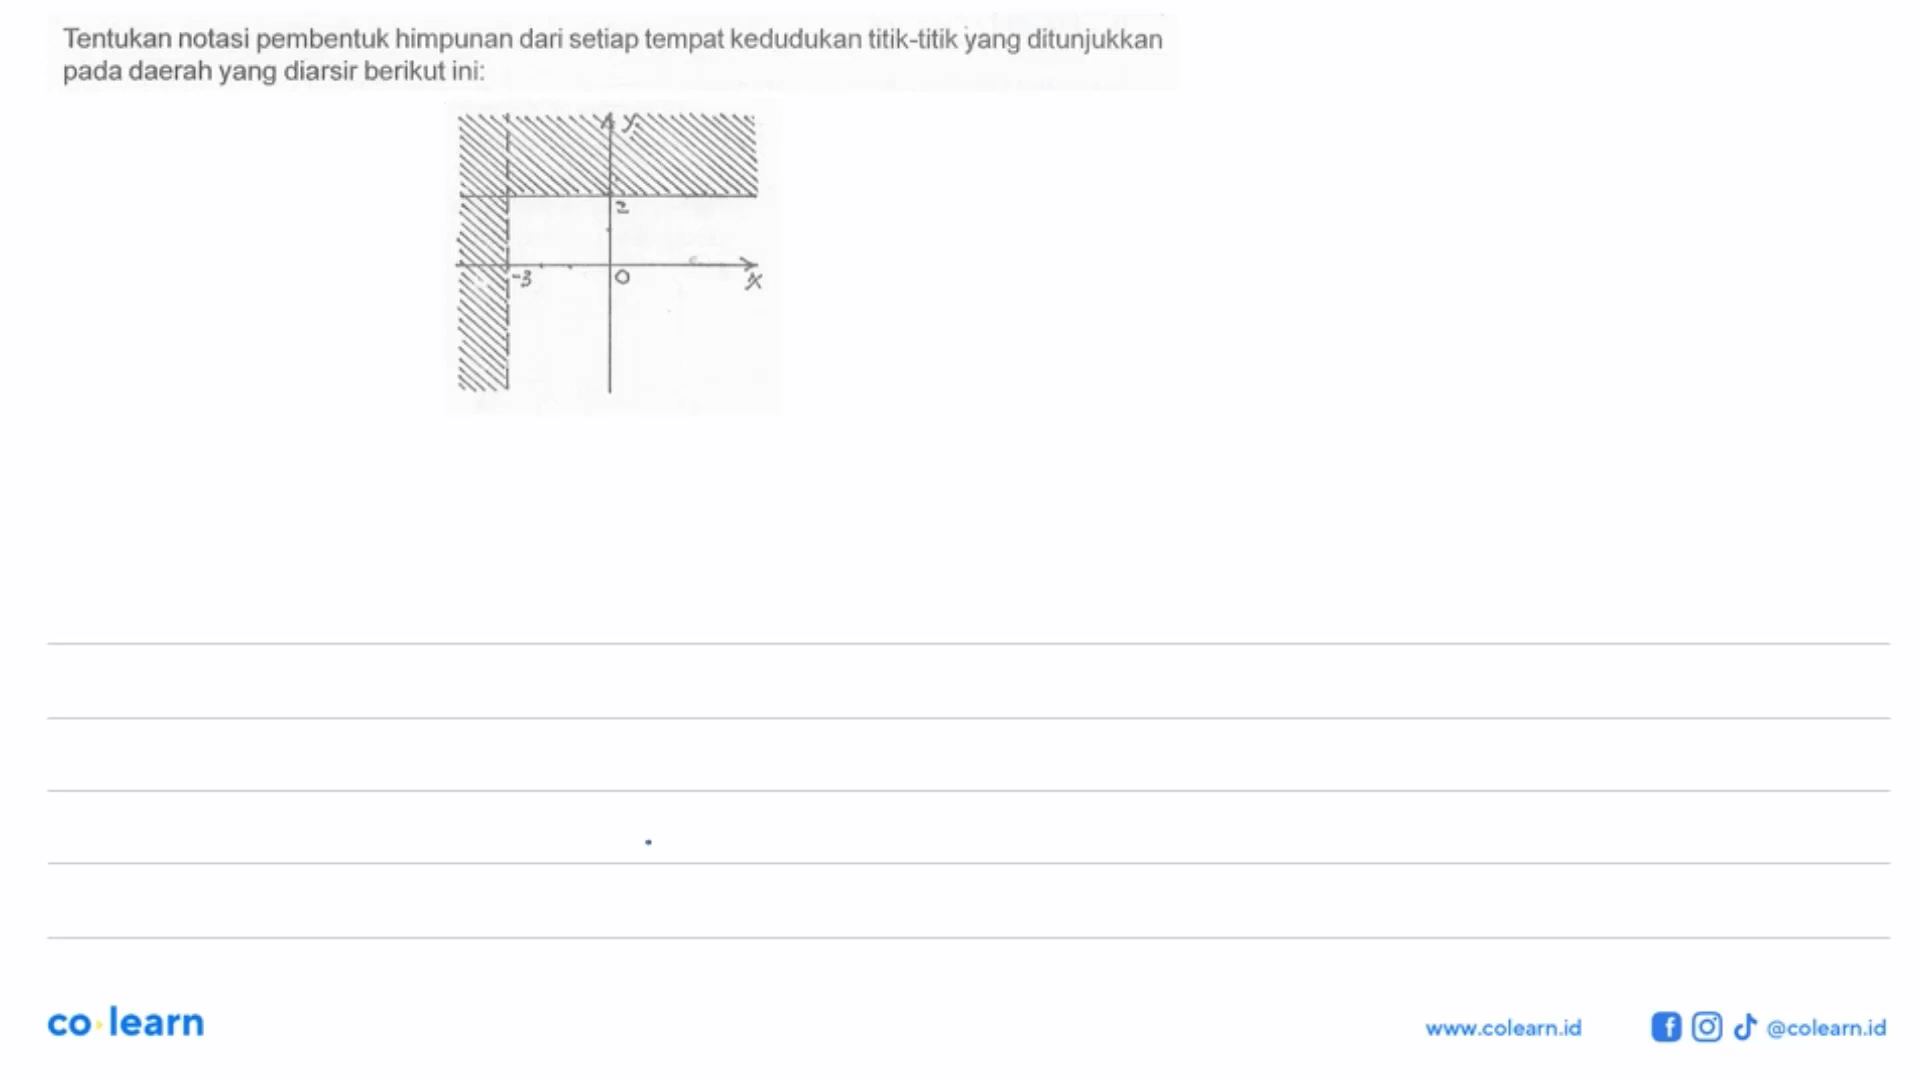 Tentukan notasi pembentuk himpunan dari setiap tempat kedudukan titik-titik yang ditunjukkan
pada daerah yang diarsir berikut ini:
y
2
-3
0
X
co learn
www.colearn.id
@colearn.id